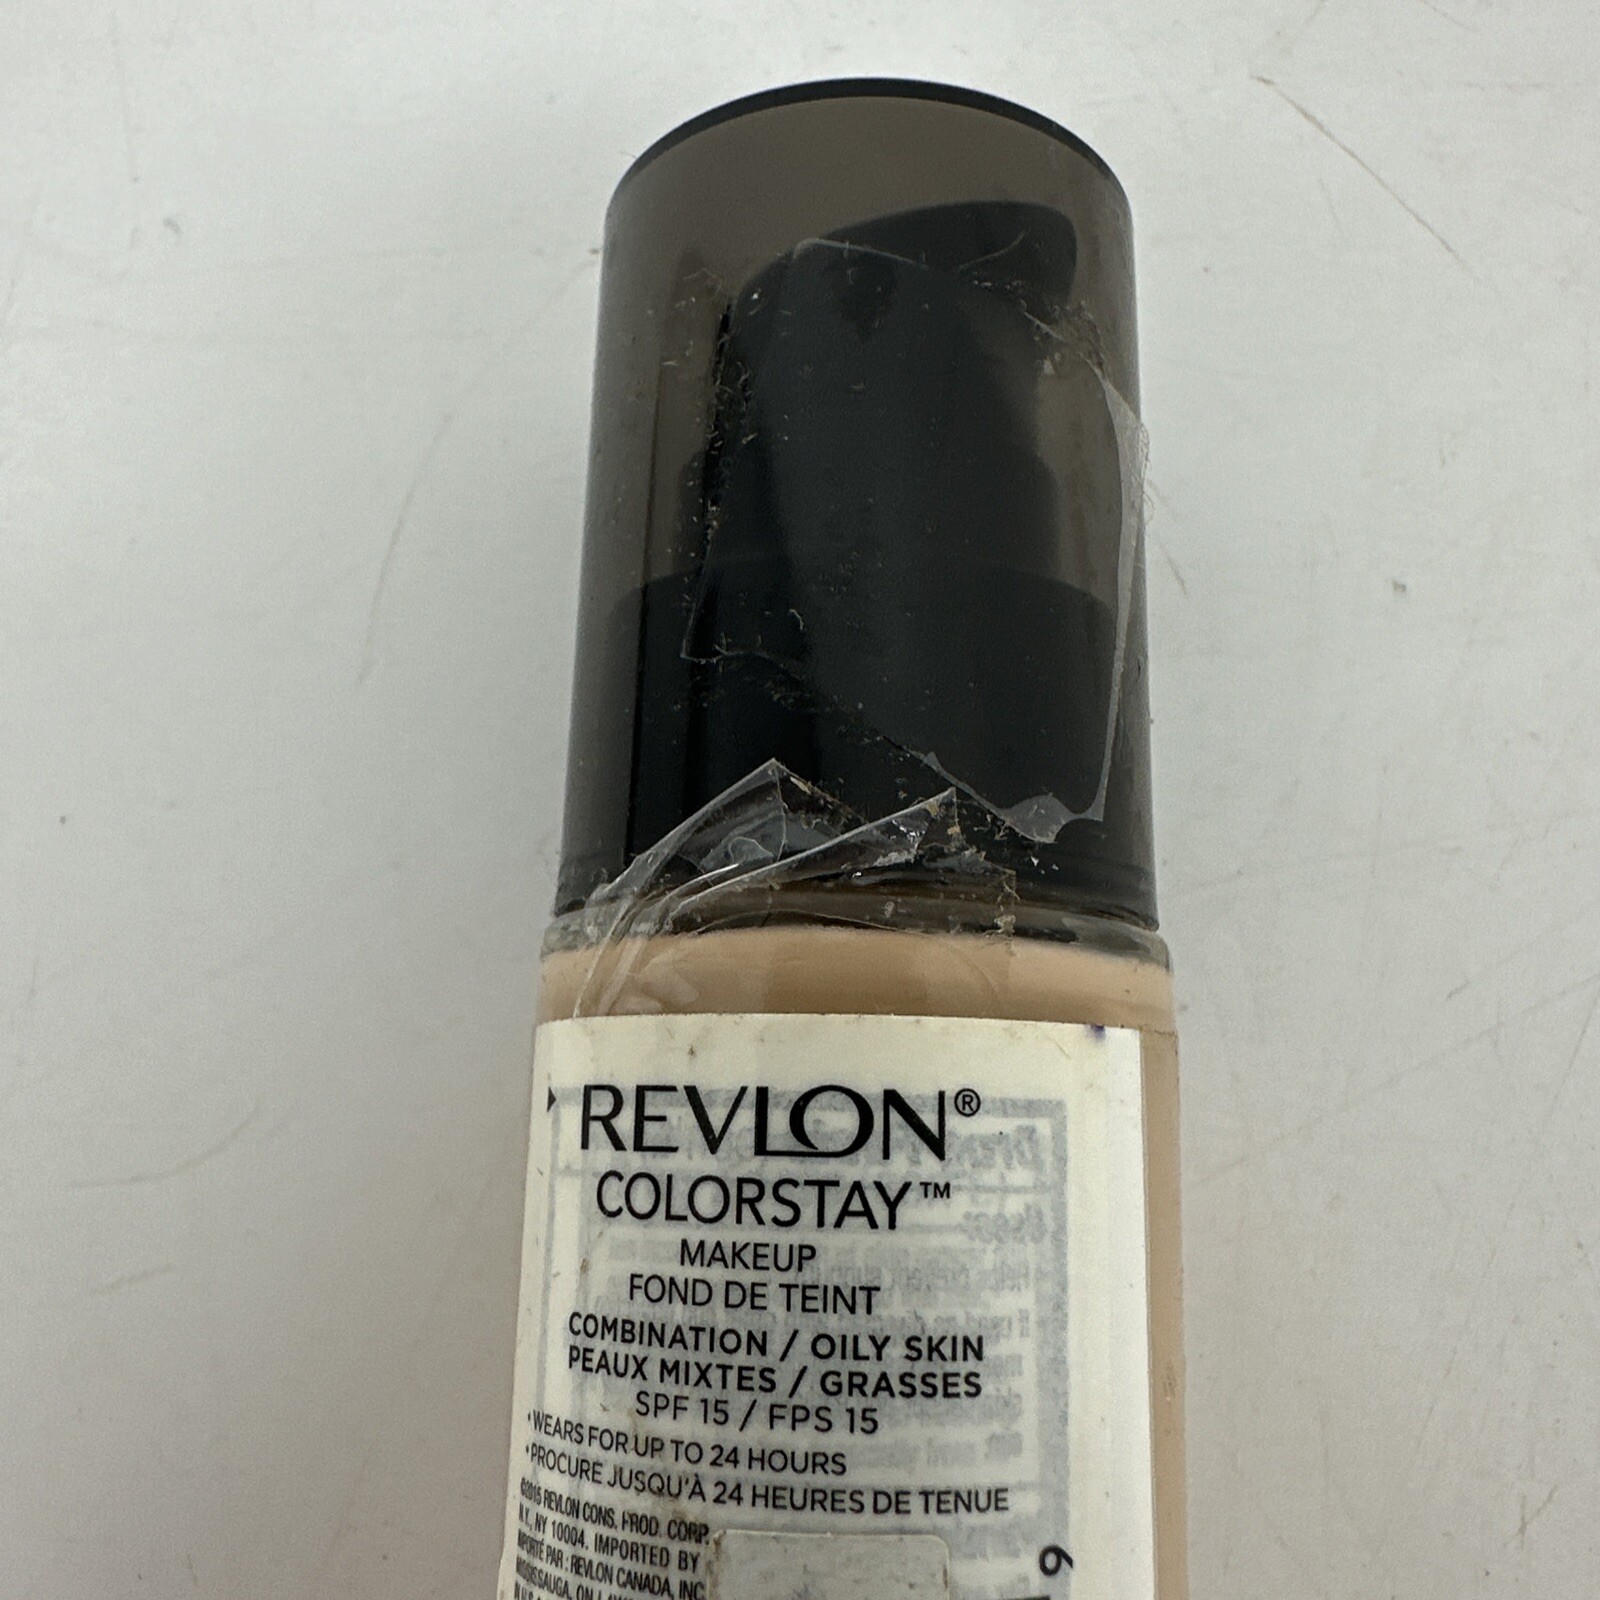 REVLON®
COLORSTAY™
MAKEUP
FOND DE TEINT
COMBINATION / OILY SKIN
PEAUX MIXTES / GRASSES
SPF 15 / FPS 15
•WEARS FOR UP TO 24 HOURS
•PROCURE JUSQU'À 24 HEURES DE TENUE
©2015 REVLON CONS. PROD. CORP.
N.Y., NY 10004. IMPORTED BY
IMPORTÉ PAR: REVLON CANADA, INC
MISSISSAUGA, ON